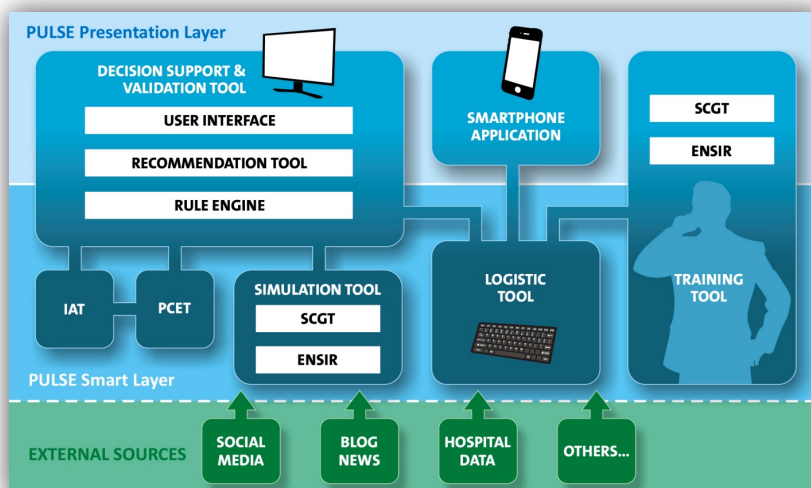 PULSE Presentation Layer
DECISION SUPPORT &
VALIDATION TOOL
USER INTERFACE
RECOMMENDATION TOOL
RULE ENGINE
SMARTPHONE
APPLICATION
SCGT
ENSIR
TRAINING
TOOL
IAT
PCET
SIMULATION TOOL
SCGT
ENSIR
LOGISTIC
TOOL
PULSE Smart Layer
EXTERNAL SOURCES
SOCIAL
MEDIA
BLOG
NEWS
HOSPITAL
DATA
OTHERS...